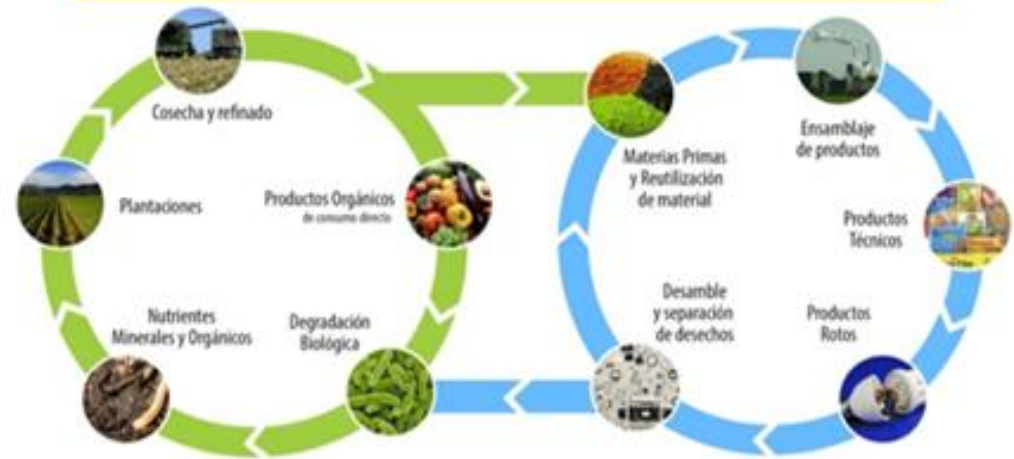 Cosecha y refinado
Plantaciones
Productos Orgánicos
de consumo directo
Nutrientes
Minerales y Orgánicos
Degradación
Biológica
Materias Primas
y Reutilización
de material
Ensamblaje
de productos
Productos
Técnicos
Desamble
y separación
de desechos
Productos
Rotos